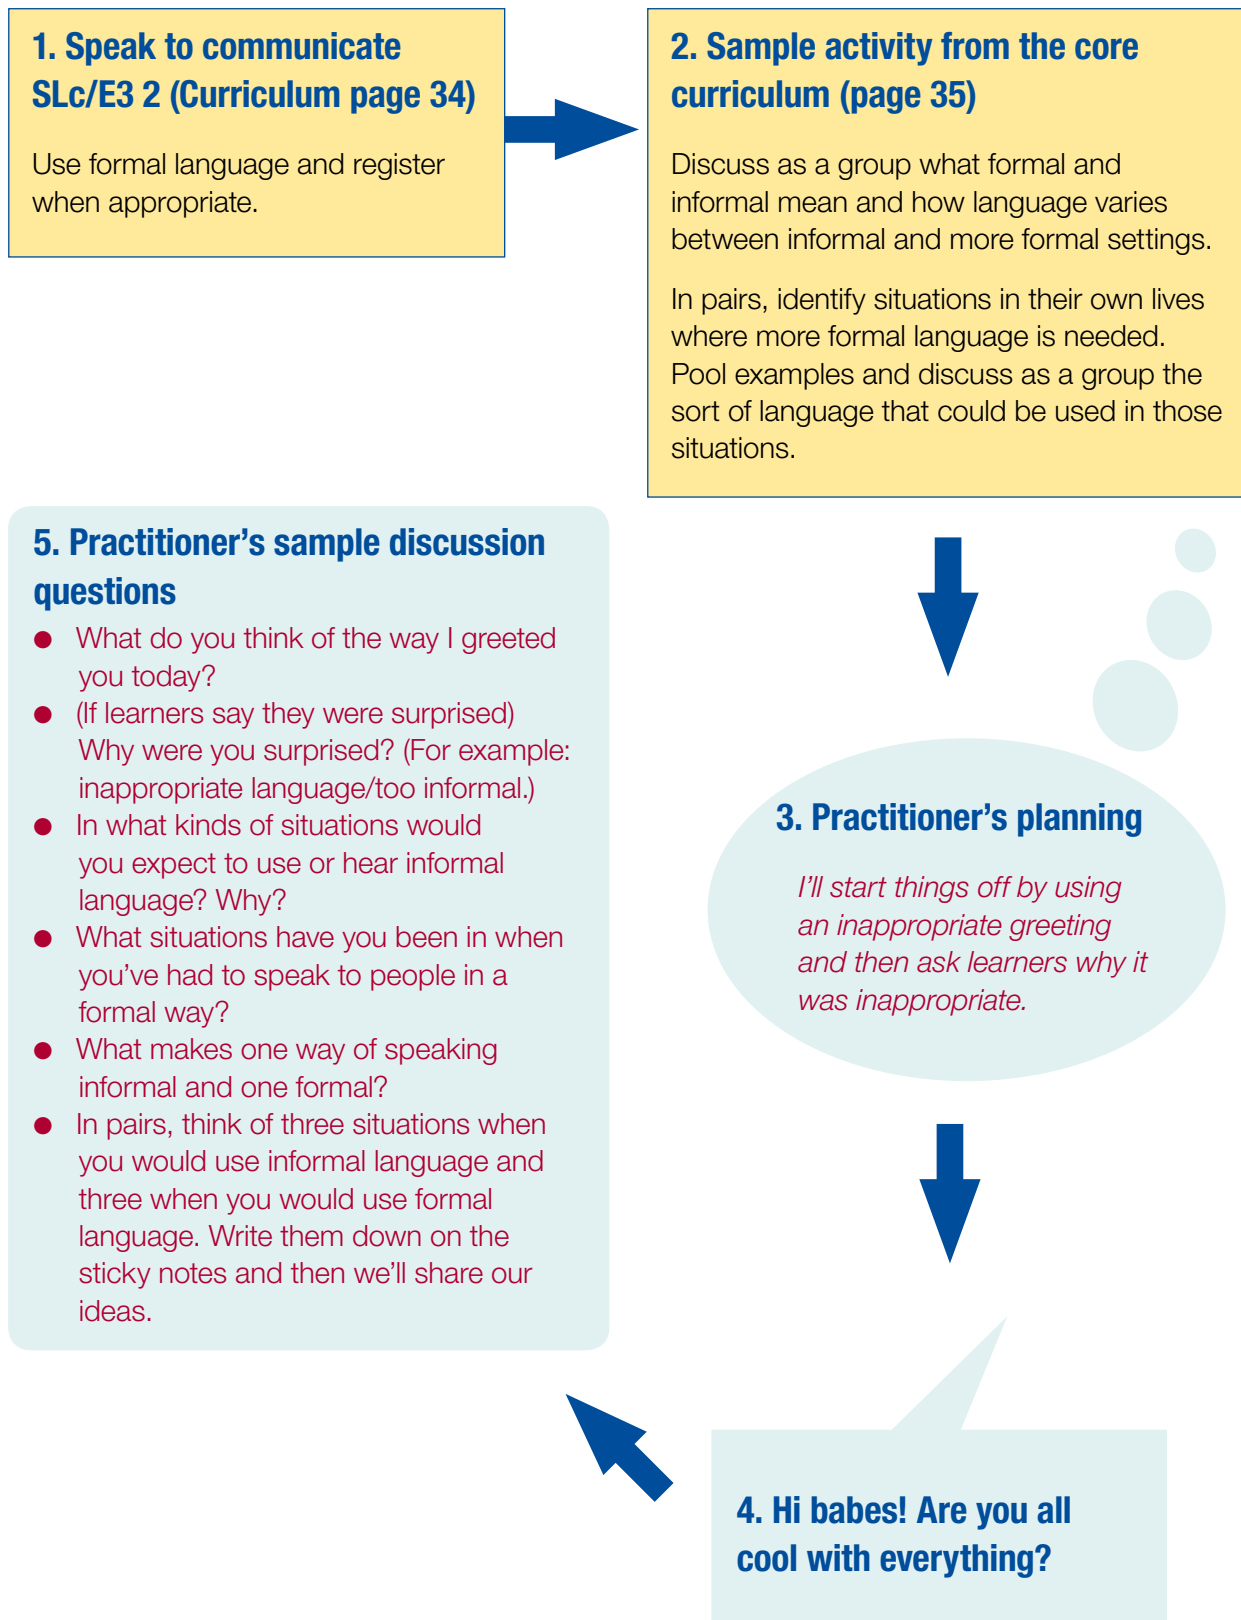 1. Speak to communicate
SLc/E3 2 (Curriculum page 34)
Use formal language and register
when appropriate.
2. Sample activity from the core
curriculum (page 35)
Discuss as a group what formal and
informal mean and how language varies
between informal and more formal settings.
In pairs, identify situations in their own lives
where more formal language is needed.
Pool examples and discuss as a group the
sort of language that could be used in those
situations.
3. Practitioner’s planning
I’ll start things off by using
an inappropriate greeting
and then ask learners why it
was inappropriate.
4. Hi babes! Are you all
cool with everything?
5. Practitioner’s sample discussion
questions
● What do you think of the way I greeted
you today?
● (If learners say they were surprised)
Why were you surprised? (For example:
inappropriate language/too informal.)
● In what kinds of situations would
you expect to use or hear informal
language? Why?
● What situations have you been in when
you’ve had to speak to people in a
formal way?
● What makes one way of speaking
informal and one formal?
● In pairs, think of three situations when
you would use informal language and
three when you would use formal
language. Write them down on the
sticky notes and then we’ll share our
ideas.